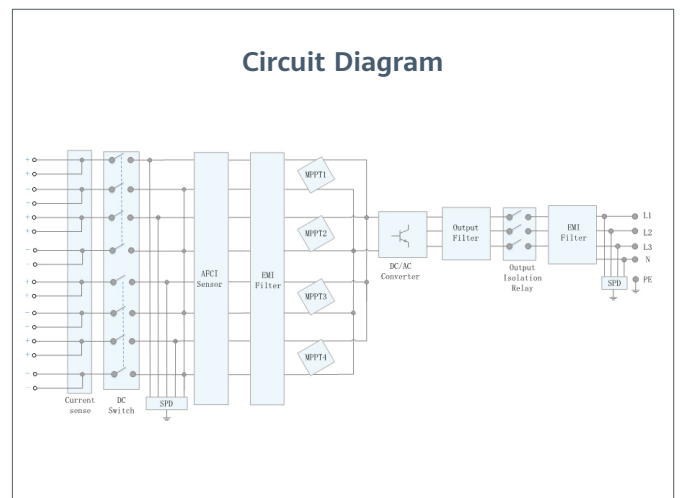 Circuit Diagram
+
+
-
-
+
+
-
-
+
+
-
-
+
+
-
-
Current
sense
DC
Switch
SPD
AFCI
Sensor
EMI
Filter
MPPT1
MPPT2
MPPT3
MPPT4
DC/AC
Converter
Output
Filter
Output
Isolation
Relay
EMI
Filter
L1
L2
L3
N
PE
SPD